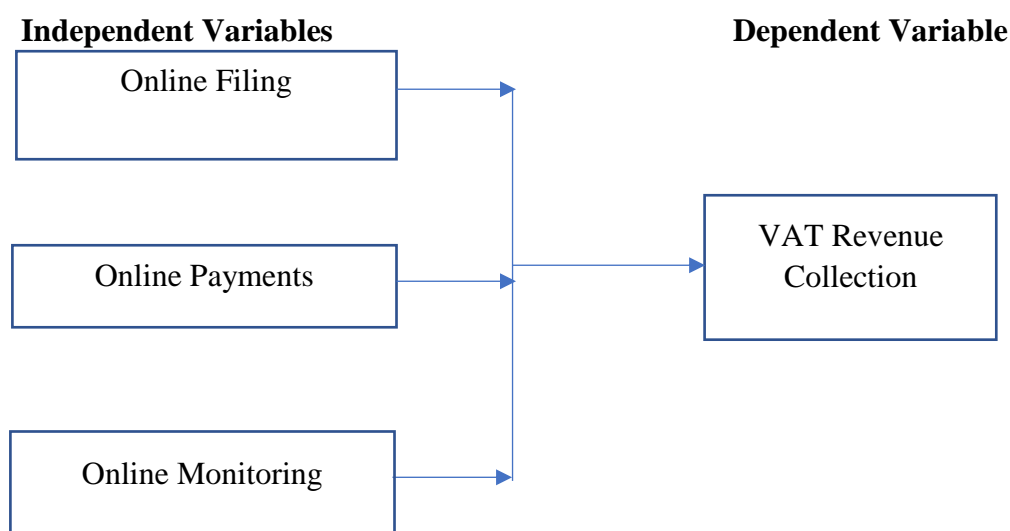 Independent Variables
Dependent Variable
Online Filing
Online Payments
VAT Revenue
Collection
Online Monitoring